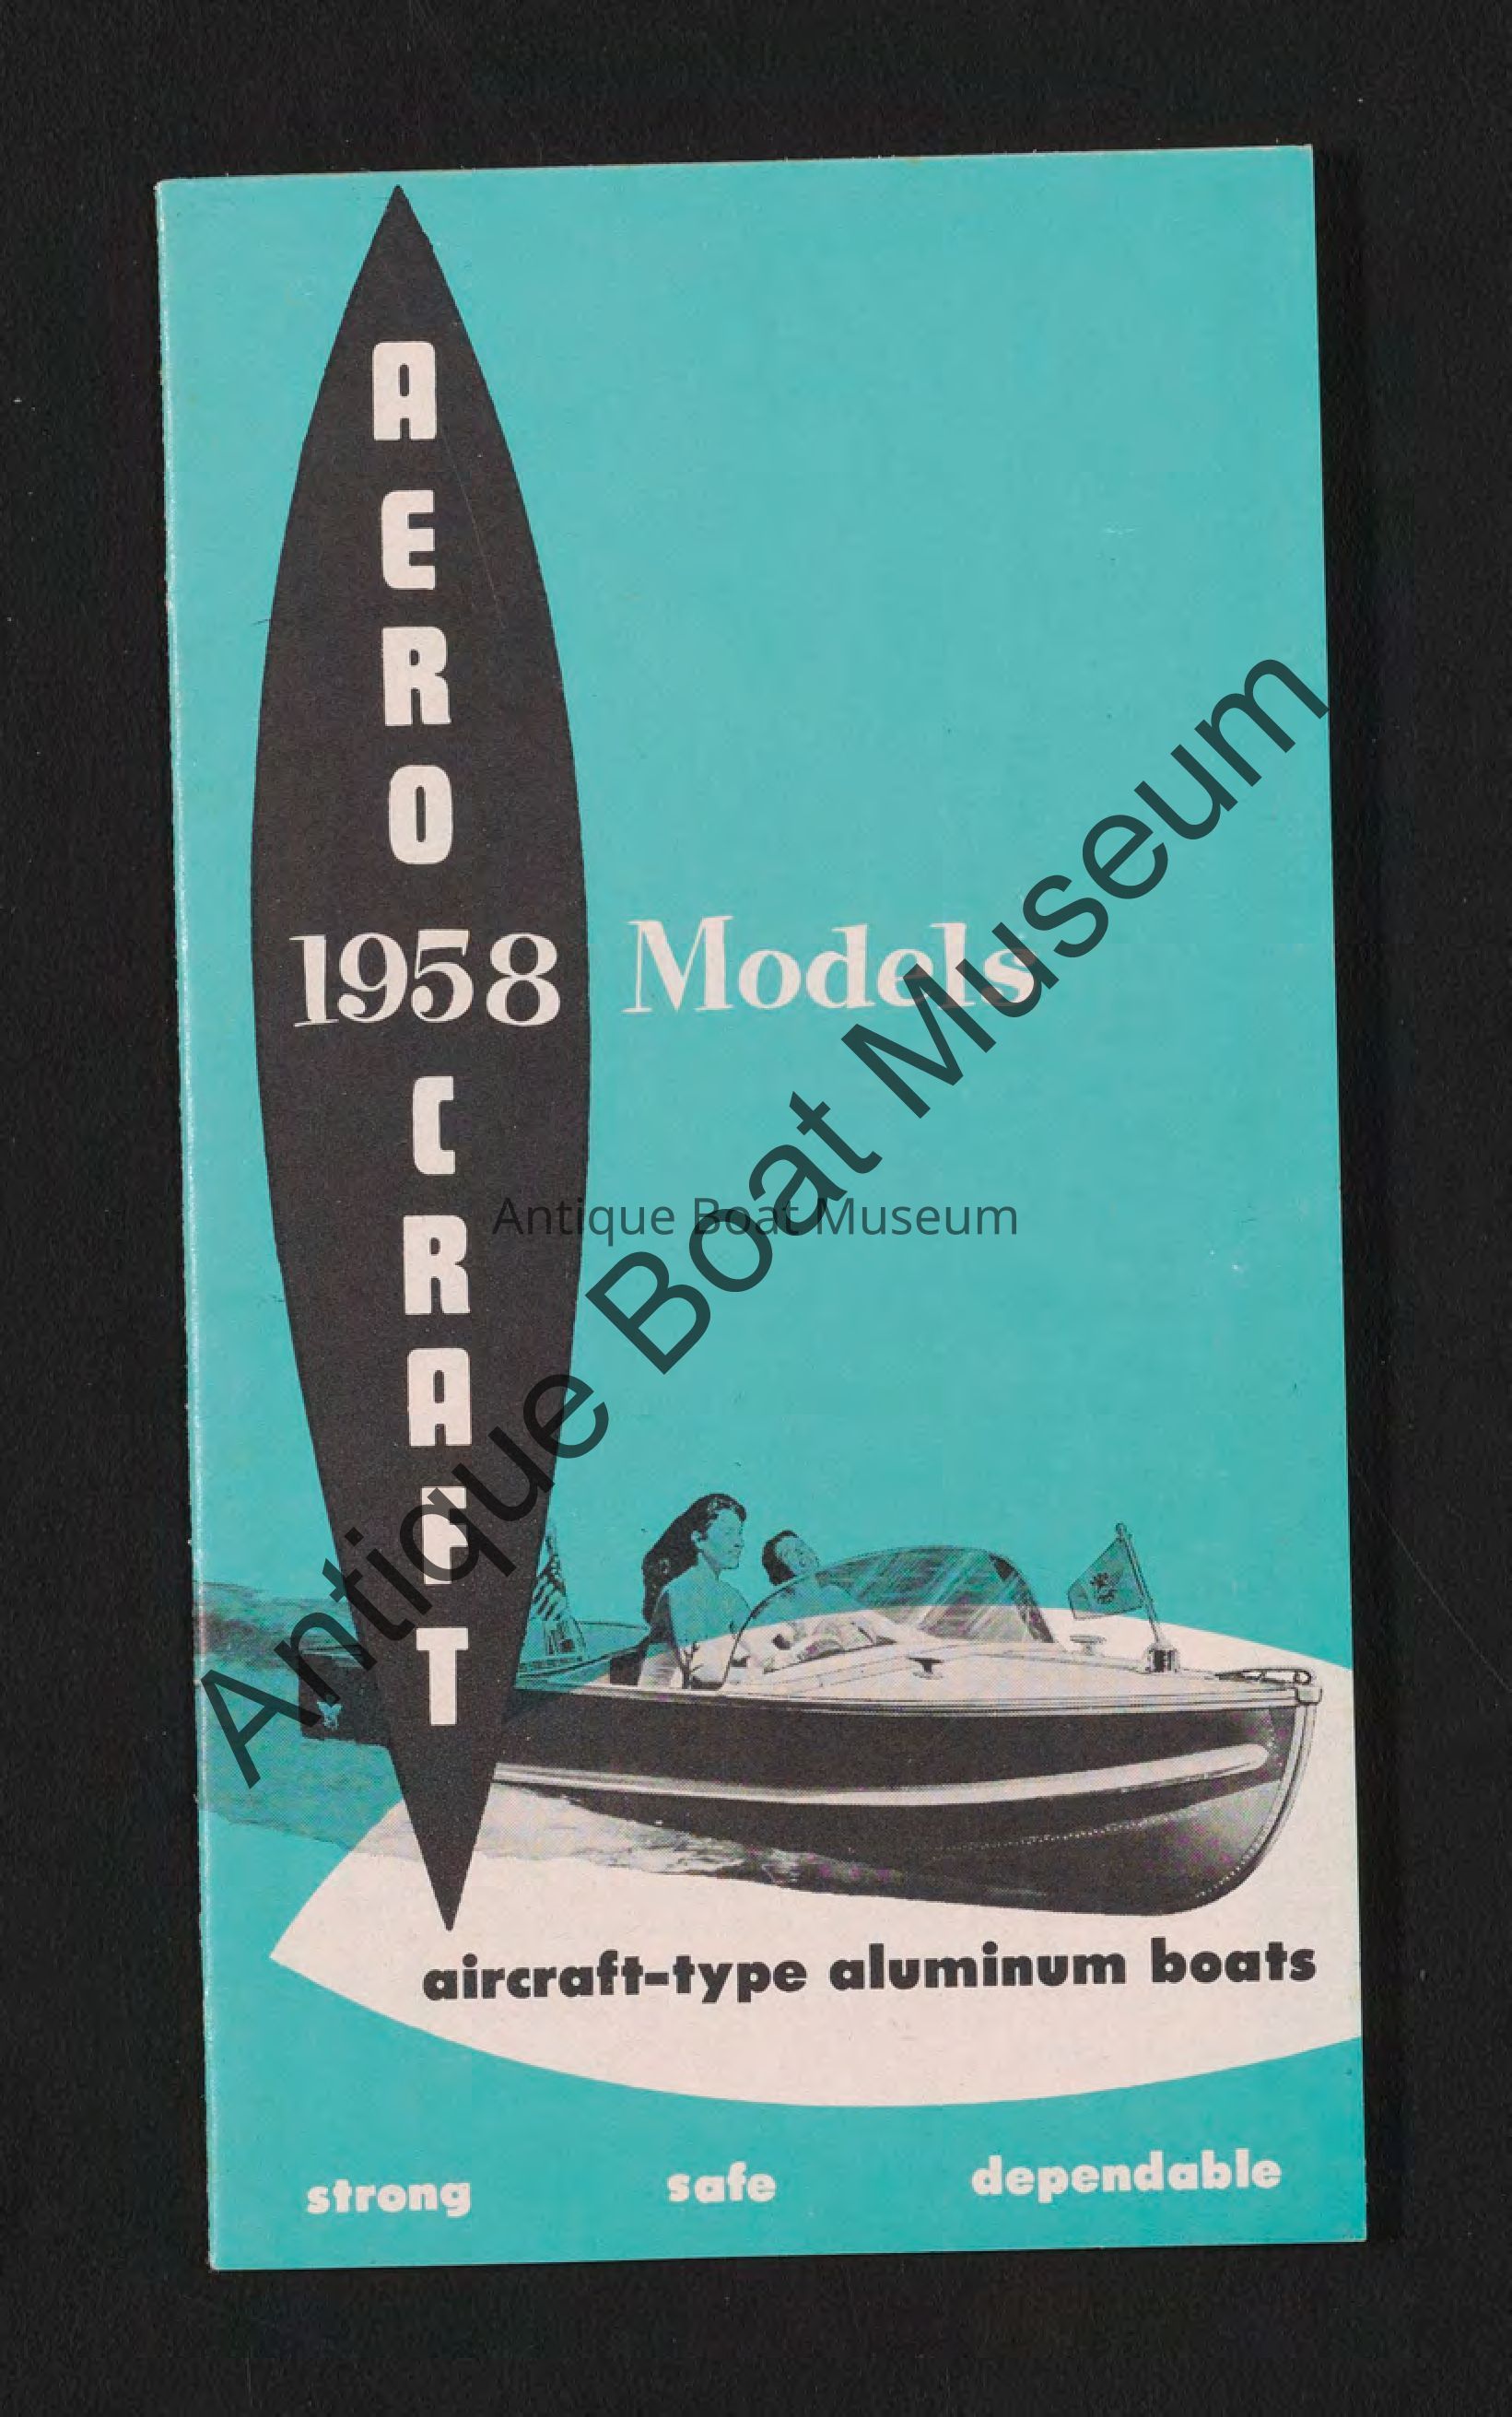 AERO
1958 Models
CRAFT
Antique Boat Museum
Antique Boat Museum
aircraft-type aluminum boats
strong safe dependable